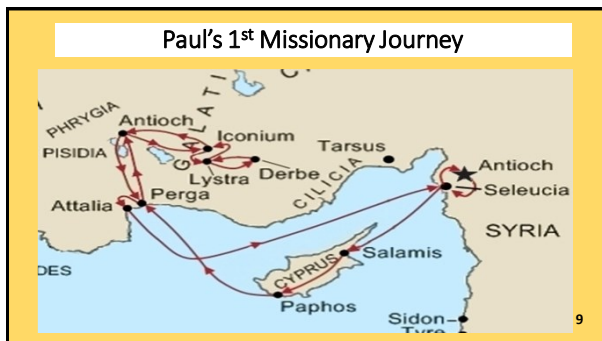 Paul's 1st Missionary Journey
PHRYGIA
GALATI
C
Antioch
Iconium
PISIDIA
Tarsus
Antioch
Lystra
Derbe
CILICIA
Seleucia
Attalia
Perga
SYRIA
CYPRUS
Salamis
DES
Paphos
Sidon
Tyre
9